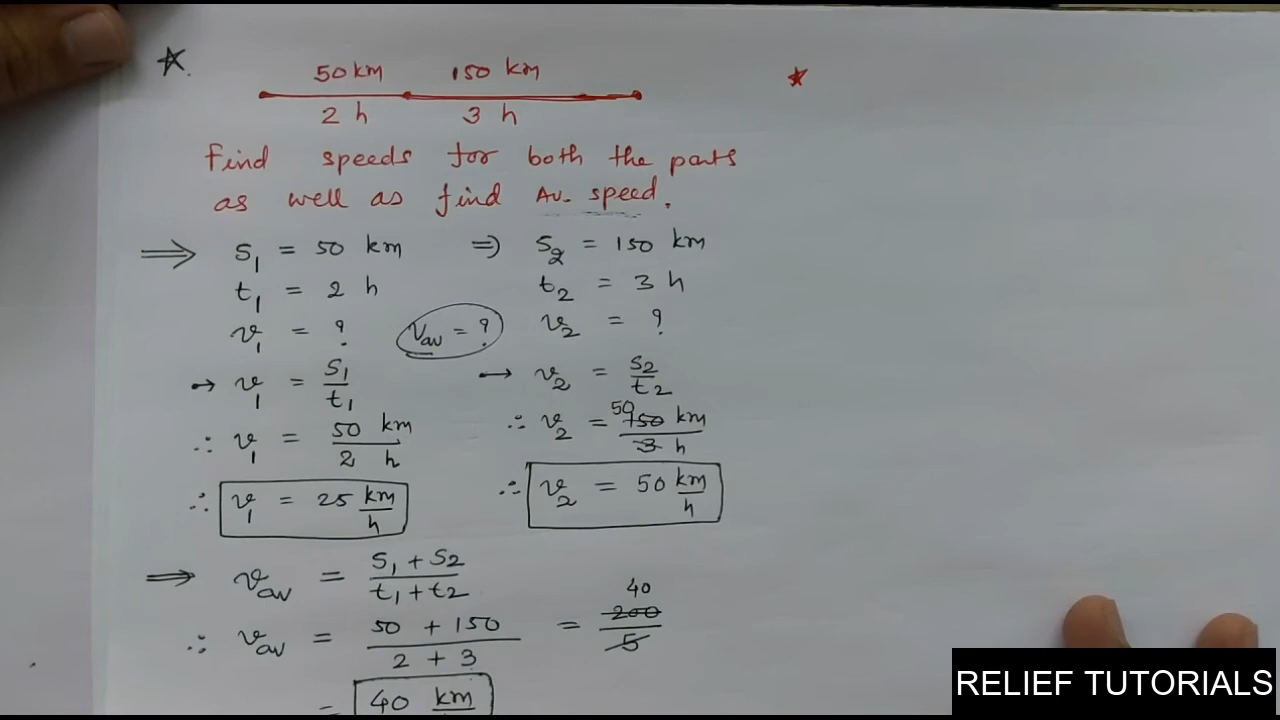 50 km 150 km
2 h 3 h
Find speeds for both the parts
as well as find Av. speed.
⇒ S₁ = 50 km ⇒ S₂ = 150 km
t₁ = 2 h t₂ = 3 h
v₁ = ? Vav = ? v₂ = ?
→ v₁ = S₁/t₁ → v₂ = S₂/t₂
∴ v₁ = 50 km / 2 h ∴ v₂ = 50 150 km / 3 h
∴ v₁ = 25 km/h ∴ v₂ = 50 km/h
⇒ vav = S₁ + S₂ / t₁ + t₂
∴ vav = 50 + 150 / 2 + 3 = 40 200 / 5
= 40 km
RELIEF TUTORIALS